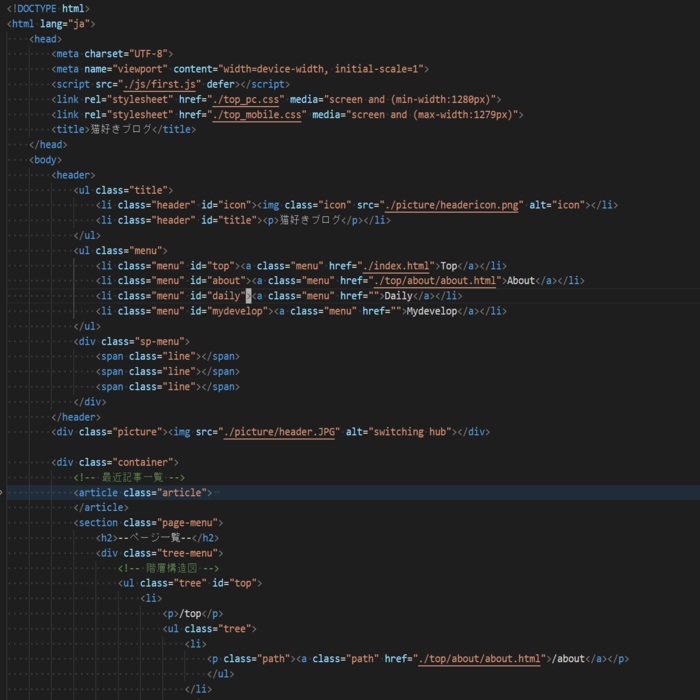 <!DOCTYPE html>
<html lang="ja">
<head>
<meta charset="UTF-8">
<meta name="viewport" content="width=device-width, initial-scale=1">
<script src="./js/first.js" defer></script>
<link rel="stylesheet" href="./top_pc.css" media="screen and (min-width:1280px)">
<link rel="stylesheet" href="./top_mobile.css" media="screen and (max-width:1279px)">
<title>猫好きブログ</title>
</head>
<body>
<header>
<ul class="title">
<li class="header" id="icon"><img class="icon" src="./picture/headericon.png" alt="icon"></li>
<li class="header" id="title"><p>猫好きブログ</p></li>
</ul>
<ul class="menu">
<li class="menu" id="top"><a class="menu" href="./index.html">Top</a></li>
<li class="menu" id="about"><a class="menu" href="./top/about/about.html">About</a></li>
<li class="menu" id="daily"><a class="menu" href="">Daily</a></li>
<li class="menu" id="mydevelop"><a class="menu" href="">Mydevelop</a></li>
</ul>
<div class="sp-menu">
<span class="line"></span>
<span class="line"></span>
<span class="line"></span>
</div>
</header>
<div class="picture"><img src="./picture/header.JPG" alt="switching hub"></div>
<div class="container">
<!-- 最近記事一覧 -->
<article class="article">
</article>
<section class="page-menu">
<h2>--ページ一覧--</h2>
<div class="tree-menu">
<!-- 階層構造図 -->
<ul class="tree" id="top">
<li>
<p>/top</p>
<ul class="tree">
<li>
<p class="path"><a class="path" href="./top/about/about.html">/about</a></p>
</ul>
</li>